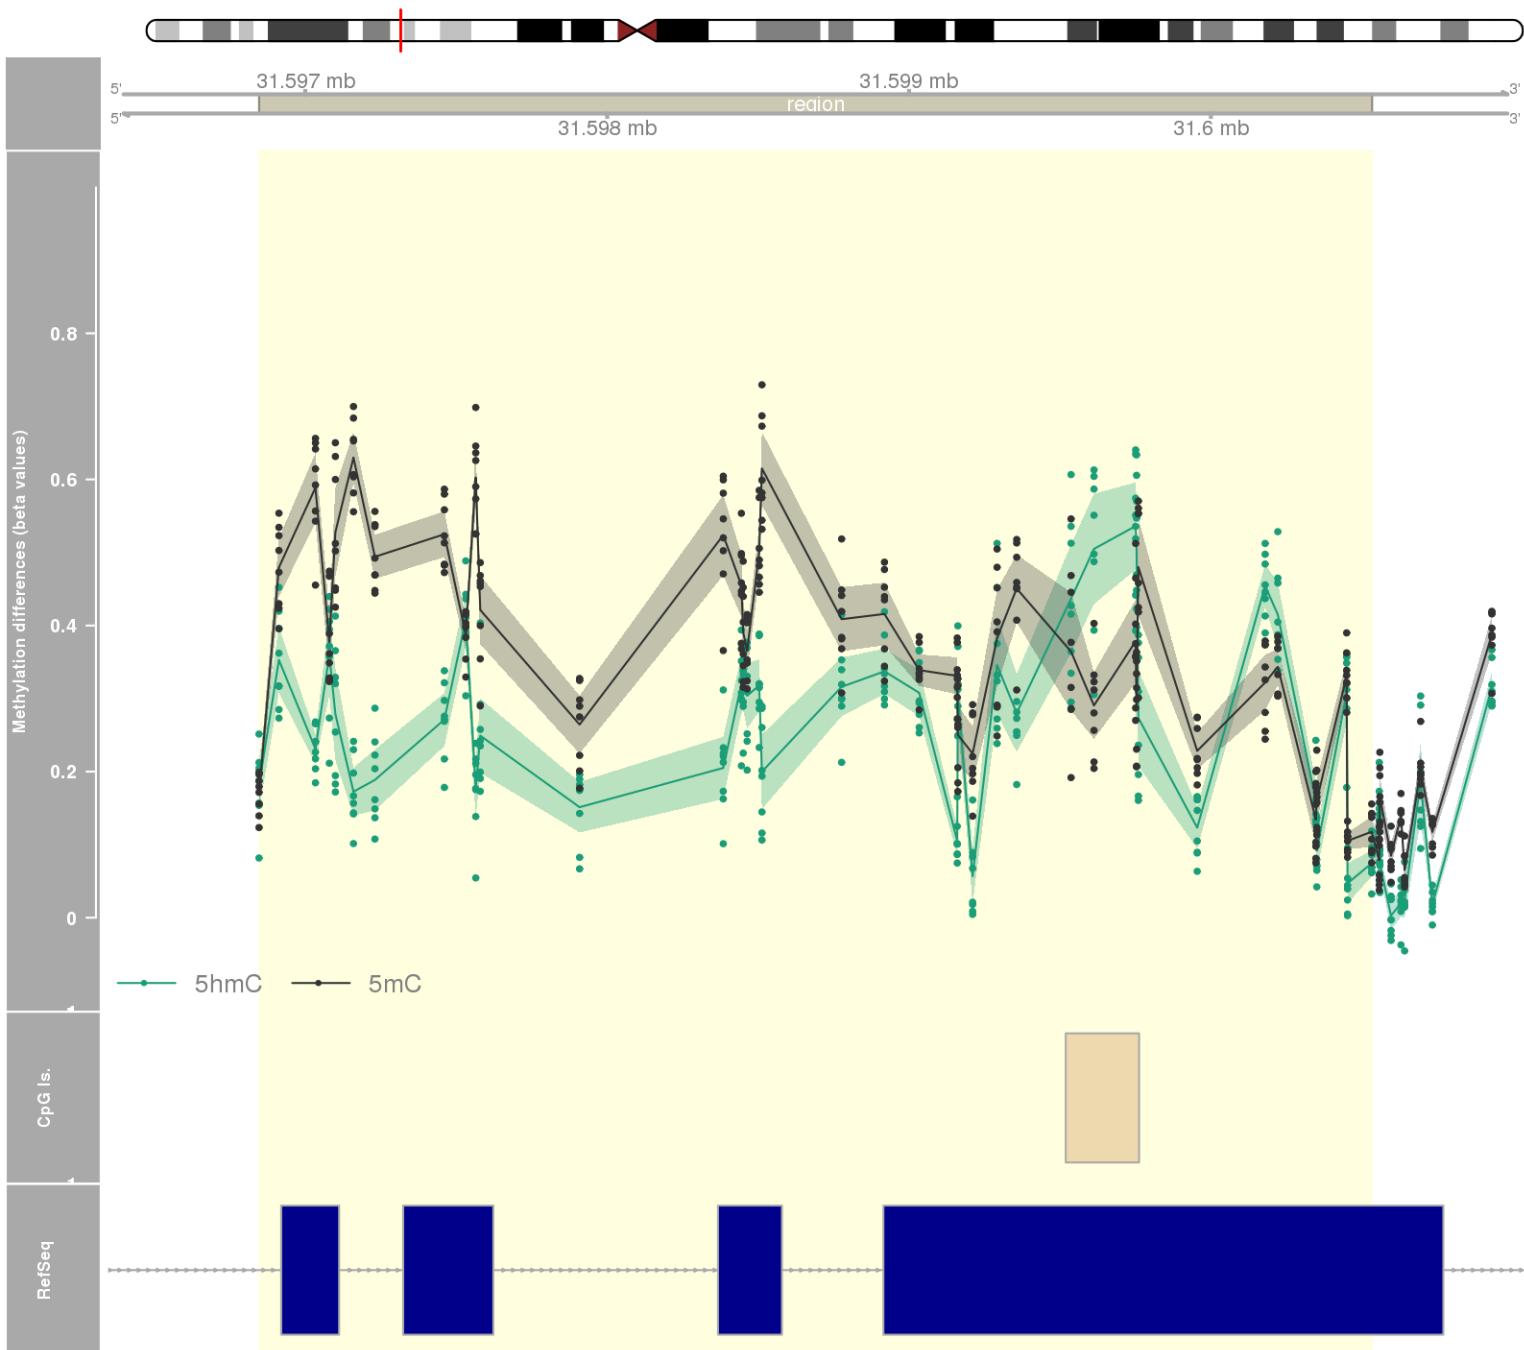 31.597 mb
31.599 mb
5'
3'
region
5'
3'
31.598 mb
31.6 mb
Methylation differences (beta values)
0.8
0.6
0.4
0.2
0
5hmC
5mC
CpG Is.
RefSeq